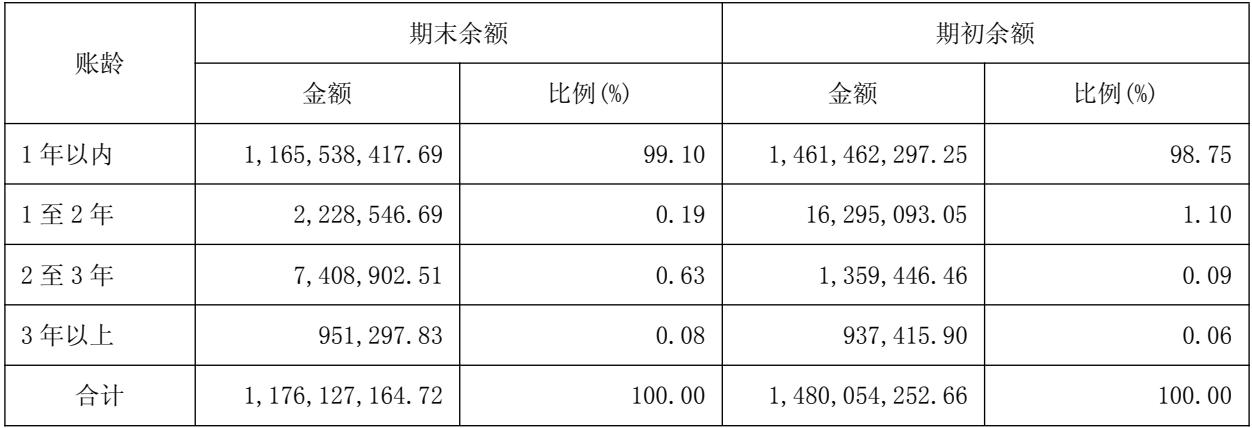 账龄 期末余额 期初余额
金额 比例(%) 金额 比例(%)
1 年以内 1,165,538,417.69 99.10 1,461,462,297.25 98.75
1 至 2 年 2,228,546.69 0.19 16,295,093.05 1.10
2 至 3 年 7,408,902.51 0.63 1,359,446.46 0.09
3 年以上 951,297.83 0.08 937,415.90 0.06
合计 1,176,127,164.72 100.00 1,480,054,252.66 100.00